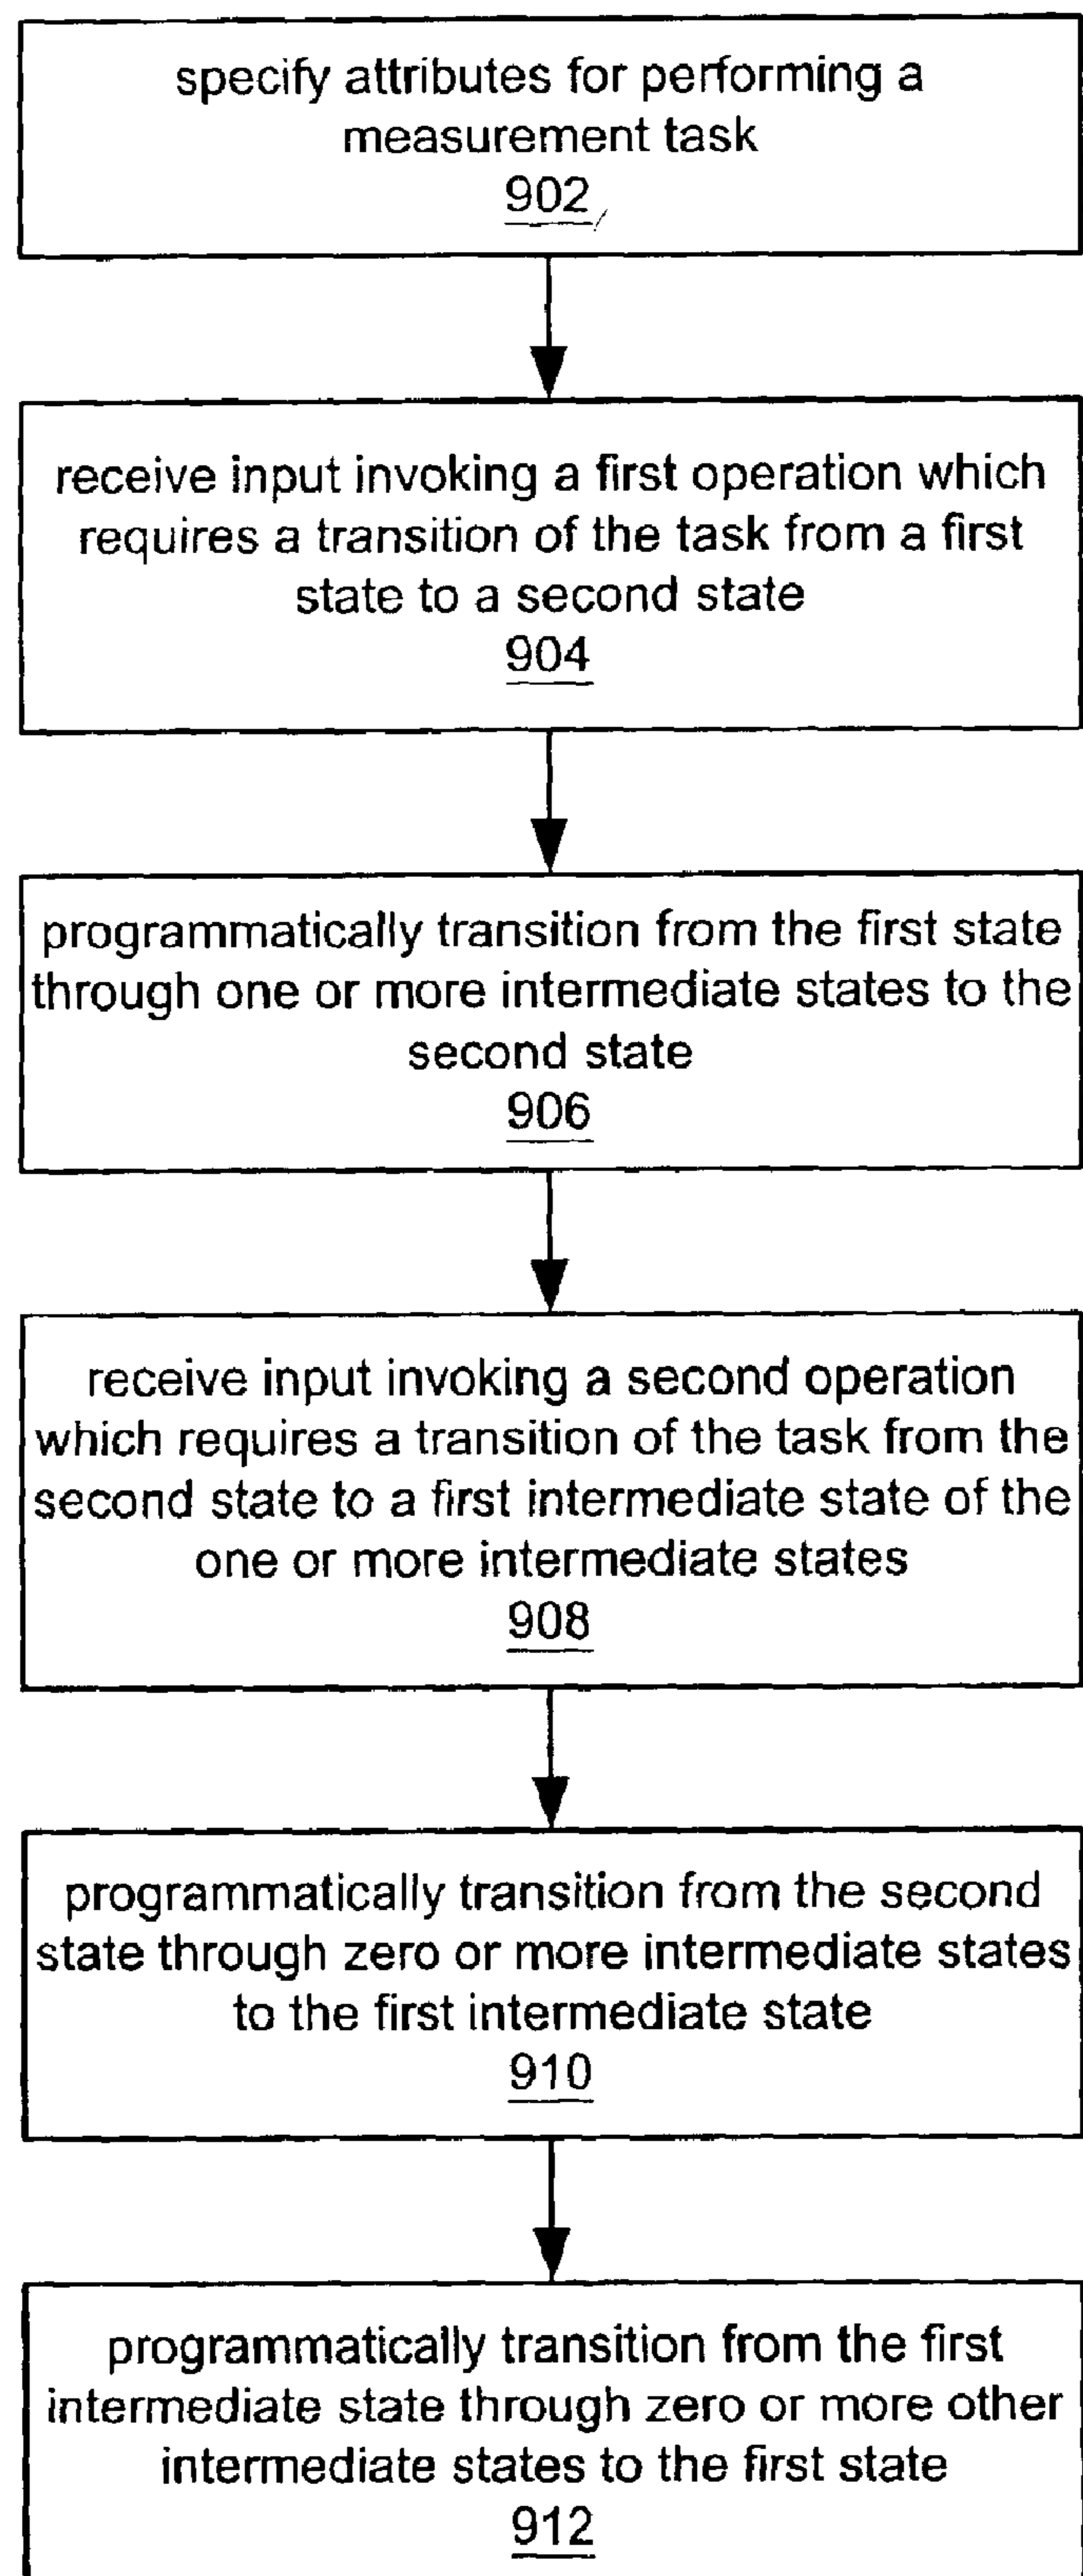 specify attributes for performing a
measurement task
902
receive input invoking a first operation which
requires a transition of the task from a first
state to a second state
904
programmatically transition from the first state
through one or more intermediate states to the
second state
906
receive input invoking a second operation
which requires a transition of the task from the
second state to a first intermediate state of the
one or more intermediate states
908
programmatically transition from the second
state through zero or more intermediate states
to the first intermediate state
910
programmatically transition from the first
intermediate state through zero or more other
intermediate states to the first state
912